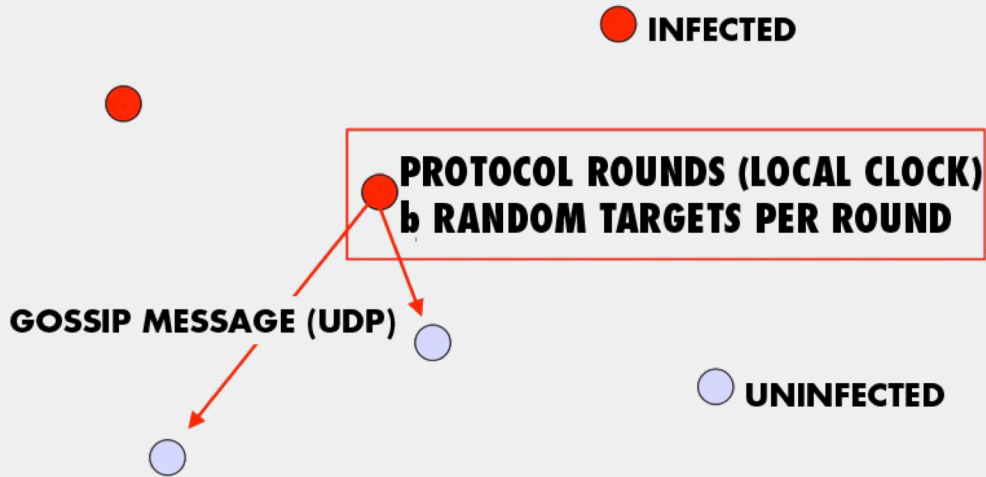 INFECTED
PROTOCOL ROUNDS (LOCAL CLOCK)
b RANDOM TARGETS PER ROUND
GOSSIP MESSAGE (UDP)
UNINFECTED